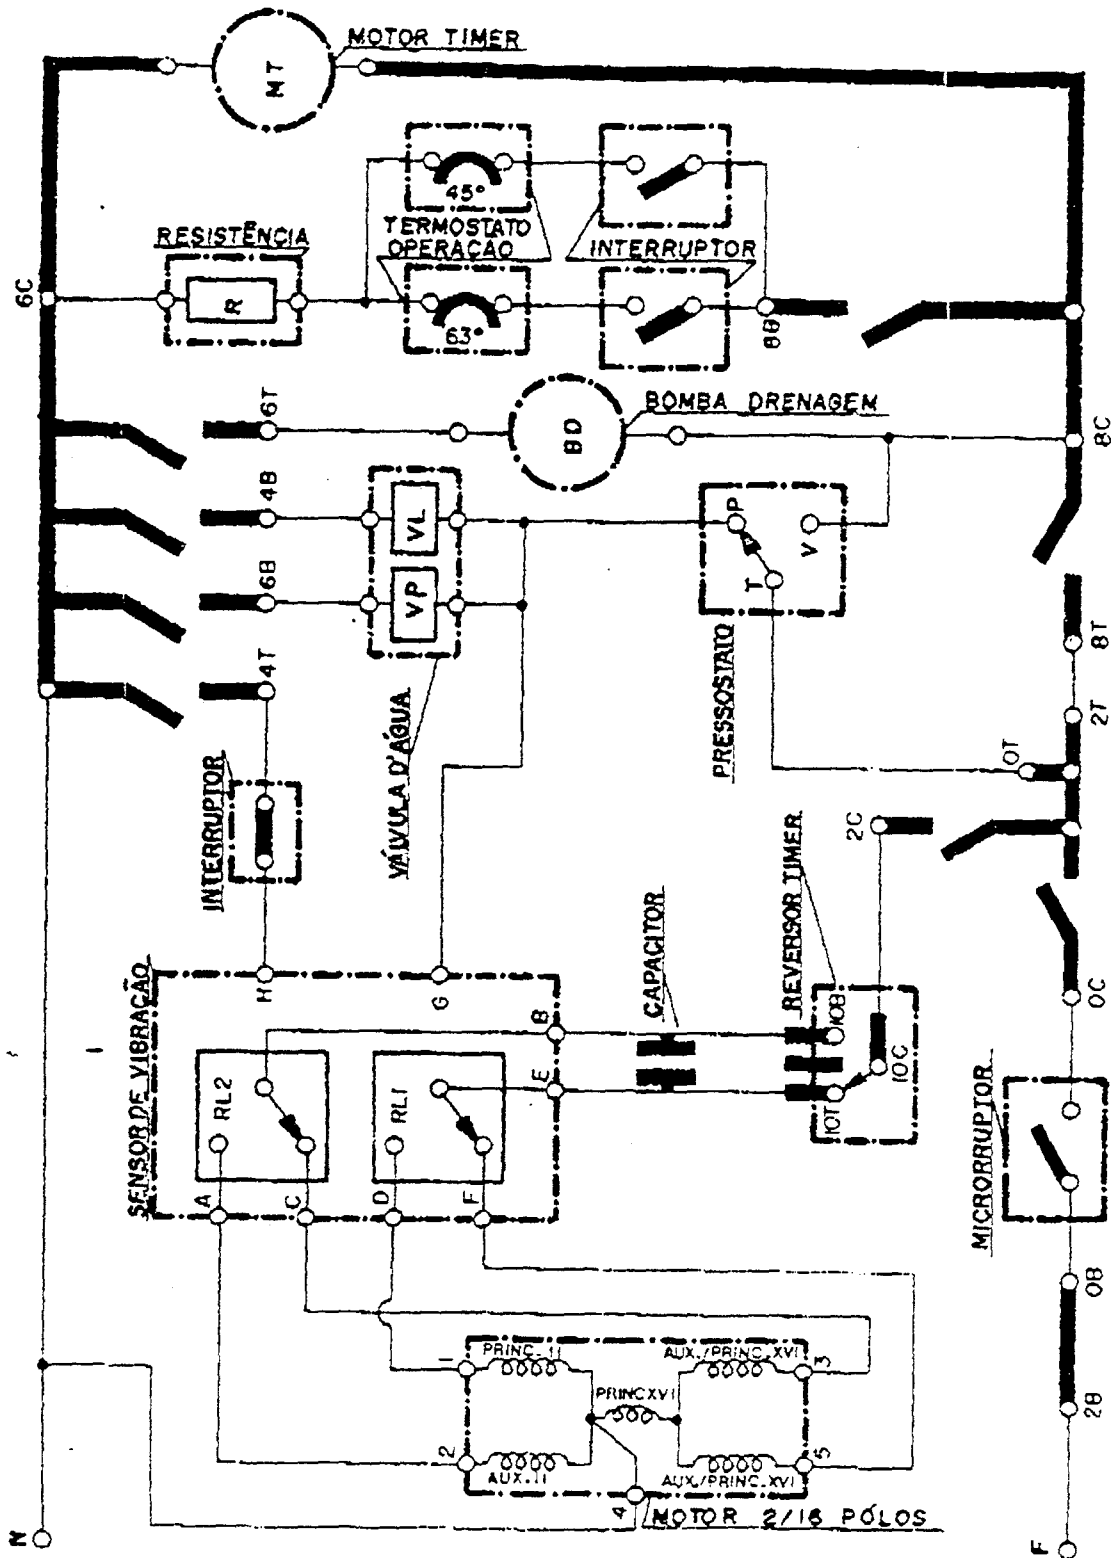 MOTOR TIMER
MT
45°
TERMOSTATO
OPERAÇÃO
INTERRUPTOR
RESISTÊNCIA
R
6C
63°
8B
BOMBA DRENAGEM
BD
6T
8C
4B
VL
P
V
T
6B
VP
PRESSOSTATO
8T
4T
2T
VÁLVULA D'ÁGUA
0T
INTERRUPTOR
2C
REVERSOR TIMER
CAPACITOR
SENSOR DE VIBRAÇÃO
H
G
0C
B
E
10B
10C
10T
RL2
RL1
MICRORRUPTOR
A
C
D
F
0B
1
PRINC. II
AUX./PRINC. XVI
3
PRINC XVI
2B
2
AUX. II
AUX./PRINC. XVI
5
4
MOTOR 2/16 PÓLOS
N
F